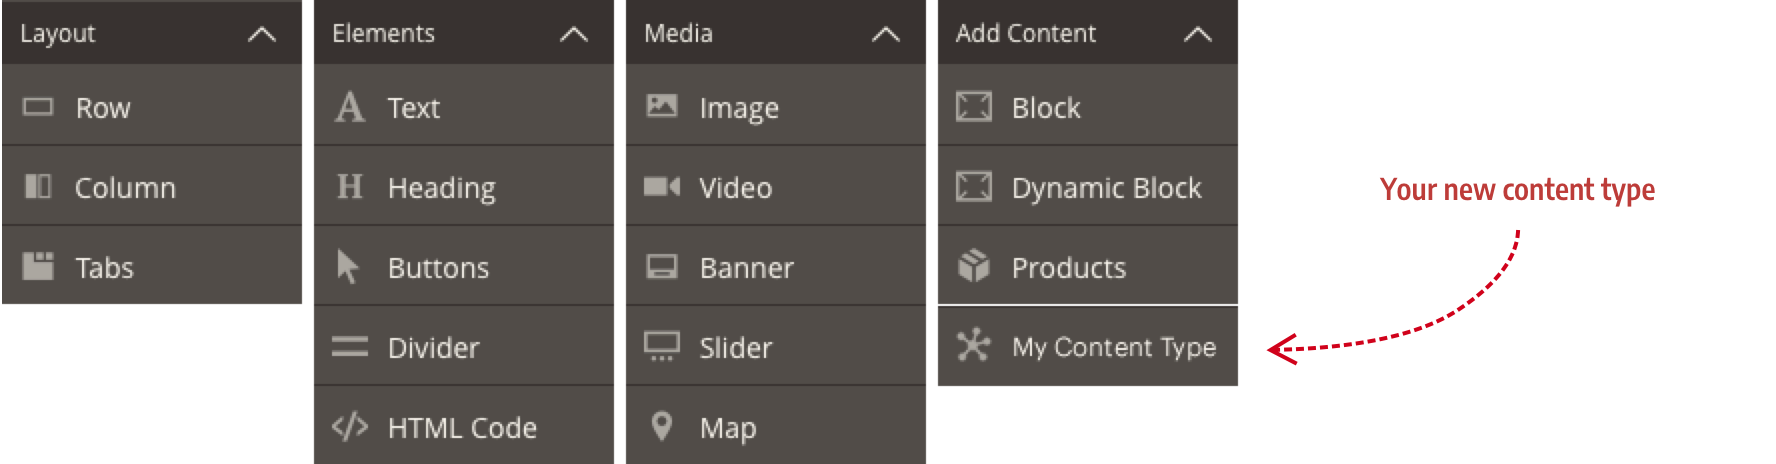 Layout
Row
Column
Tabs
Elements
Text
Heading
Buttons
Divider
HTML Code
Media
Image
Video
Banner
Slider
Map
Add Content
Block
Dynamic Block
Products
My Content Type
Your new content type